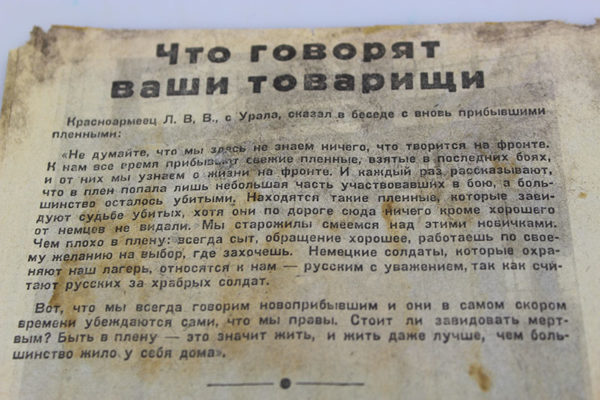 Что говорят
ваши товарищи
Красноармеец Л. В. В., с Урала, сказал в беседе с вновь прибывшими
пленными:
«Не думайте, что мы здесь не знаем ничего, что творится на фронте.
К нам все время прибывают свежие пленные, взятые в последних боях,
и от них мы узнаем о жизни на фронте. И каждый раз рассказывают,
что в плен попала лишь небольшая часть участвовавших в бою, а боль-
шинство осталось убитыми. Находятся такие пленные, которые зави-
дуют судьбе убитых, хотя они по дороге сюда ничего кроме хорошего
от немцев не видали. Мы старожилы смеемся над этими новичками.
Чем плохо в плену: всегда сыт, обращение хорошее, работаешь по свое-
му желанию на выбор, где захочешь. Немецкие солдаты, которые охра-
няют наш лагерь, относятся к нам — русским с уважением, так как счи-
тают русских за храбрых солдат.
Вот, что мы всегда говорим новоприбывшим и они в самом скором
времени убеждаются сами, что мы правы. Стоит ли завидовать мерт-
вым? Быть в плену — это значит жить, и жить даже лучше, чем боль-
шинство жило у себя дома».